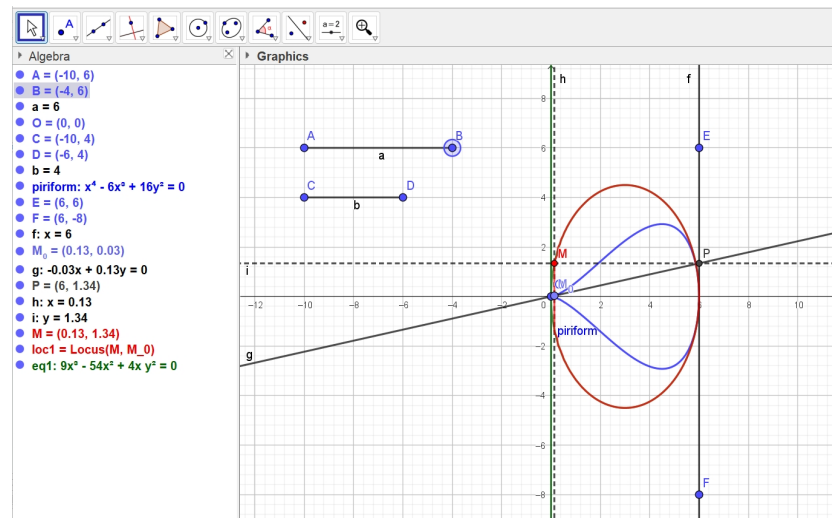 A
a=2
Algebra
Graphics
A = (-10, 6)
B = (-4, 6)
a = 6
O = (0, 0)
C = (-10, 4)
D = (-6, 4)
b = 4
piriform: x⁴ - 6x³ + 16y² = 0
E = (6, 6)
F = (6, -8)
f: x = 6
M₀ = (0.13, 0.03)
g: -0.03x + 0.13y = 0
P = (6, 1.34)
h: x = 0.13
i: y = 1.34
M = (0.13, 1.34)
loc1 = Locus(M, M_0)
eq1: 9x³ - 54x² + 4x y² = 0
h
f
8
A
B
E
a
6
C
D
b
4
2
M
P
i
−12
−10
−8
−6
−4
−2
0
2
4
6
8
10
piriform
−2
g
−4
−6
F
−8